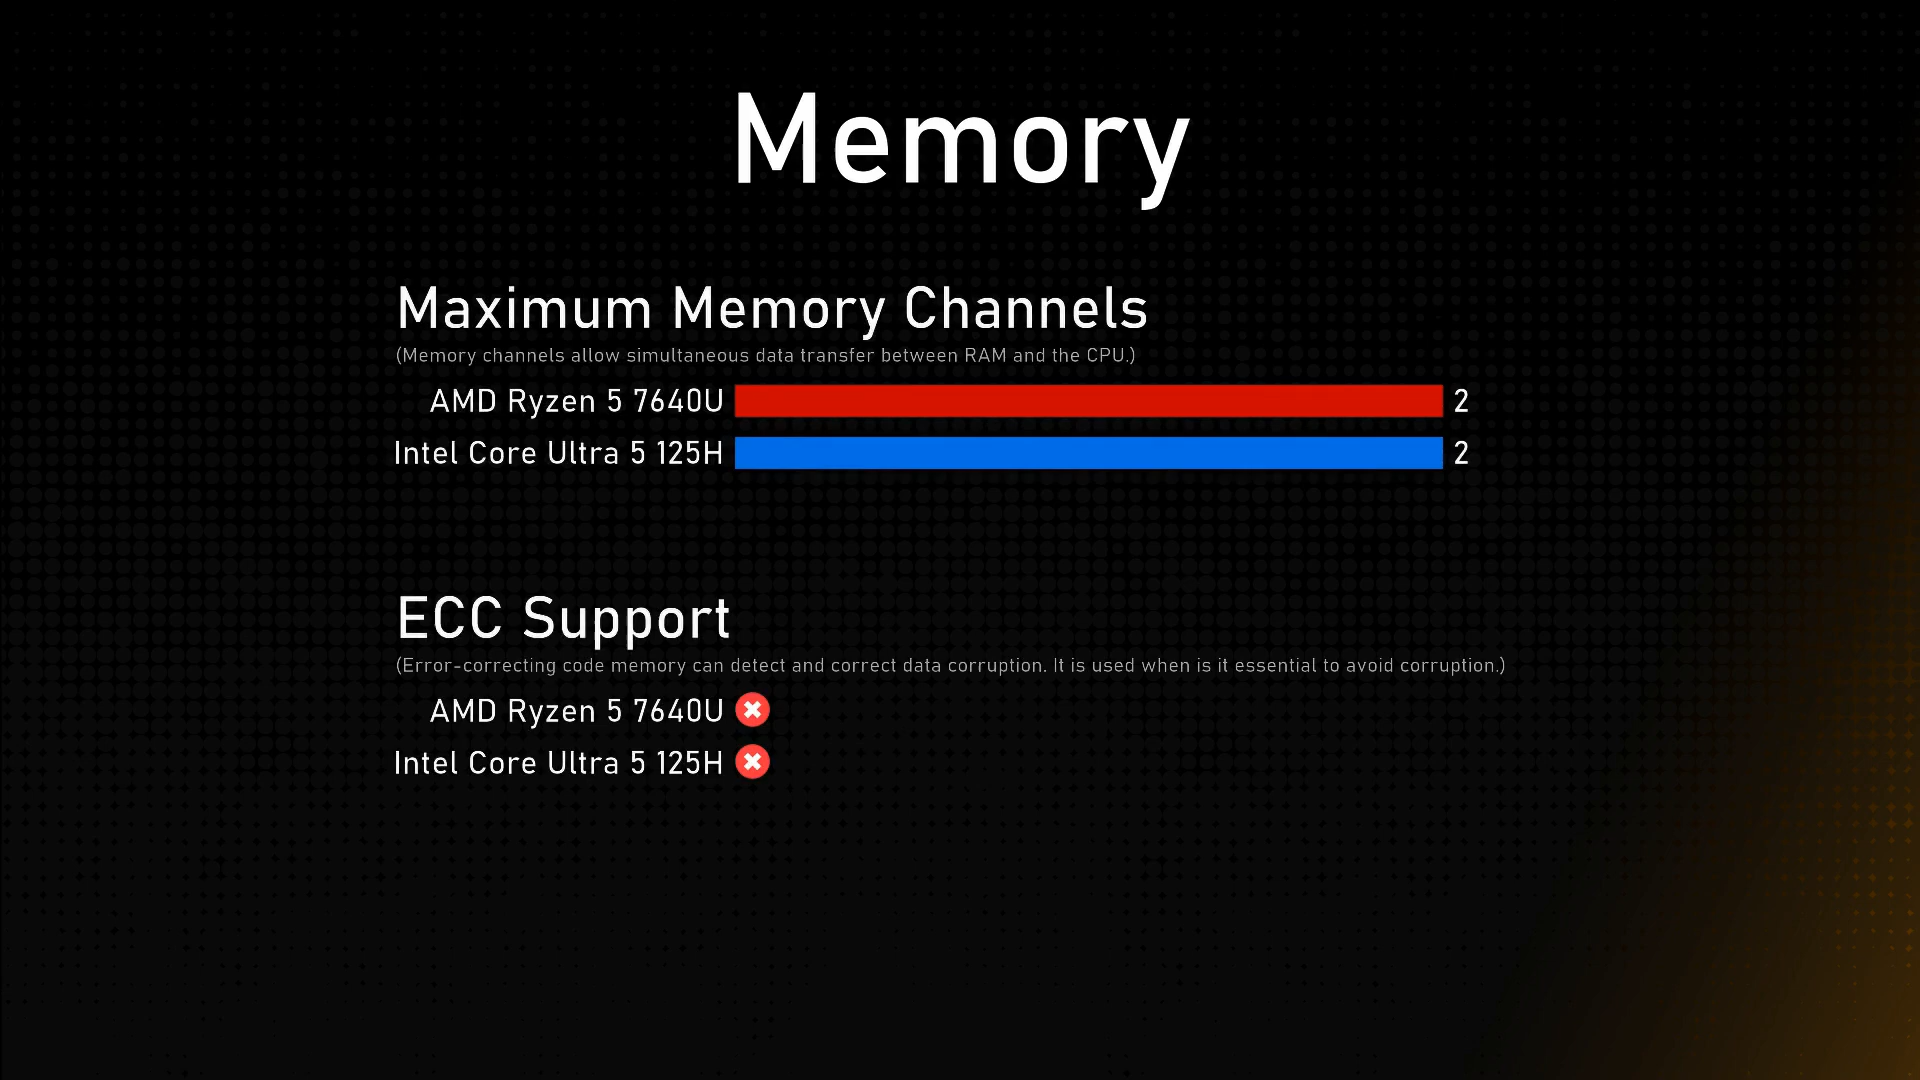 Memory
Maximum Memory Channels
(Memory channels allow simultaneous data transfer between RAM and the CPU.)
AMD Ryzen 5 7640U 2
Intel Core Ultra 5 125H 2
ECC Support
(Error-correcting code memory can detect and correct data corruption. It is used when is it essential to avoid corruption.)
AMD Ryzen 5 7640U
Intel Core Ultra 5 125H